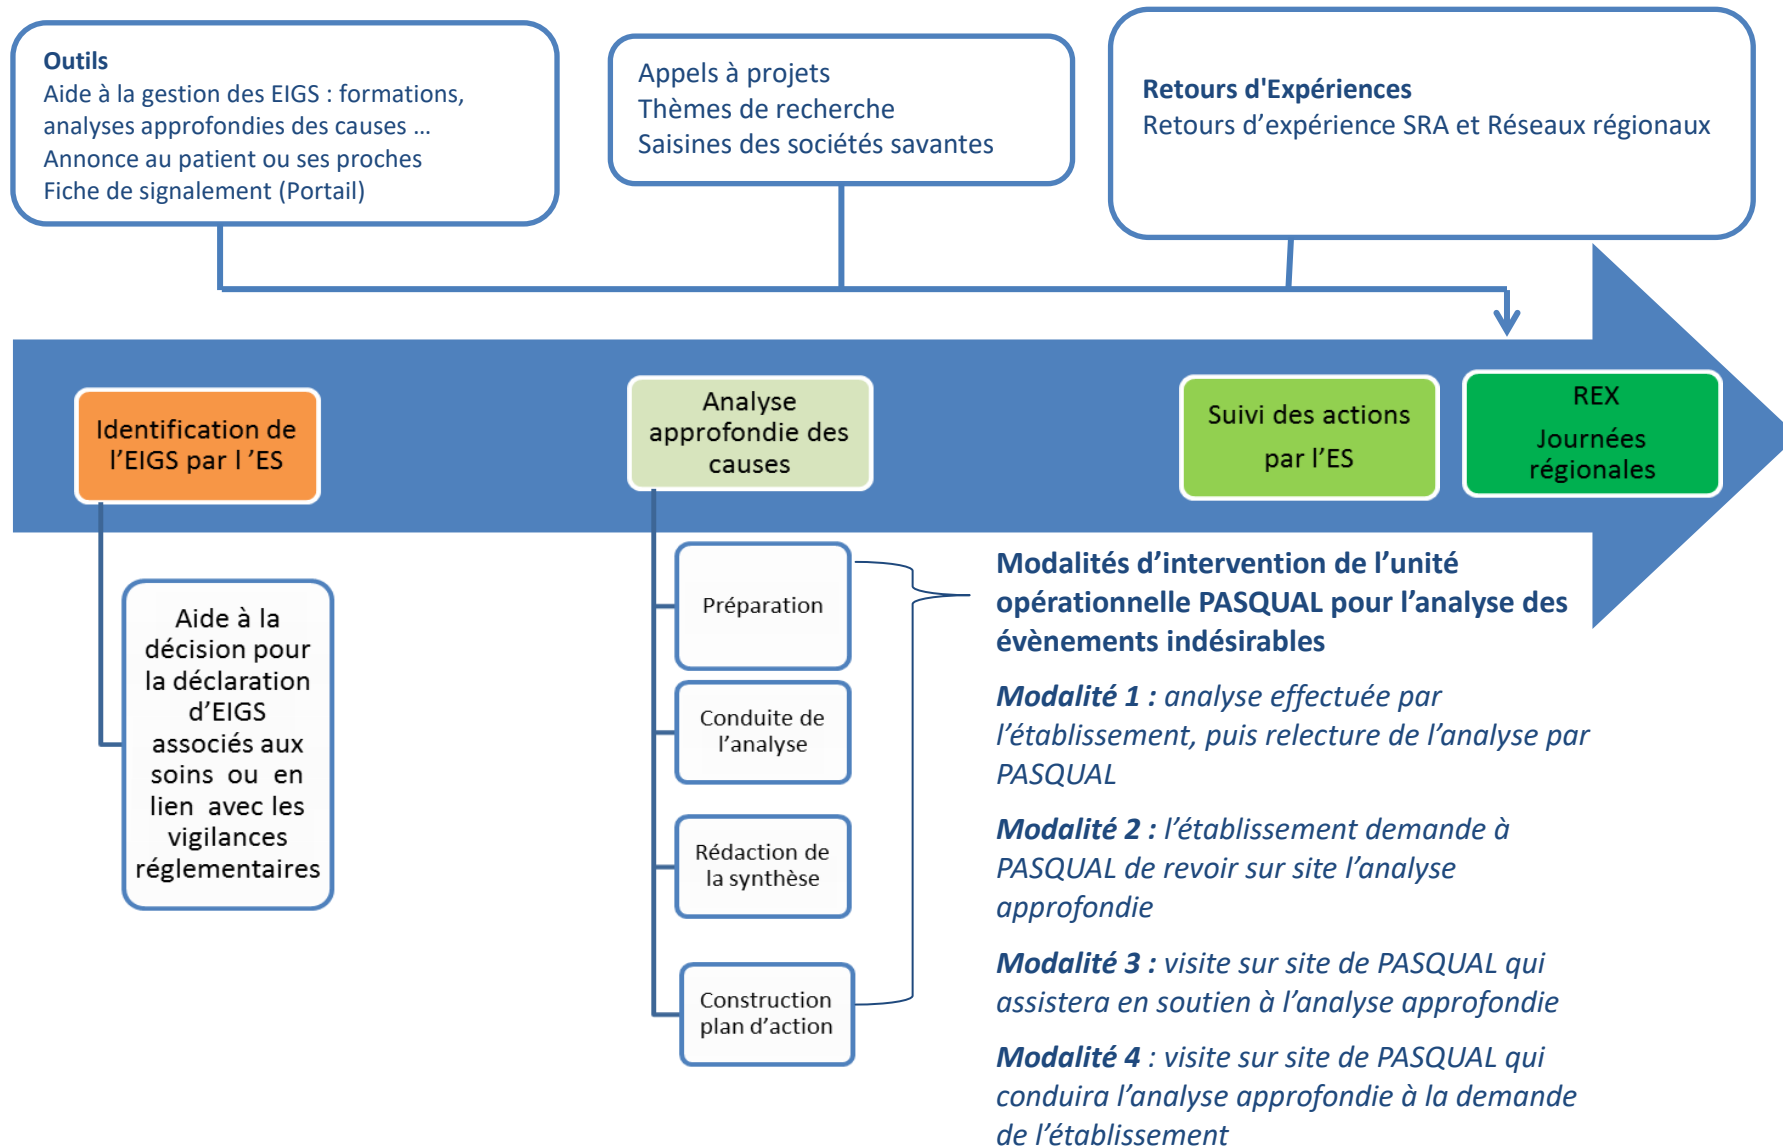 Outils
Aide à la gestion des EIGS : formations,
analyses approfondies des causes ...
Annonce au patient ou ses proches
Fiche de signalement (Portail)
Appels à projets
Thèmes de recherche
Saisines des sociétés savantes
Retours d'Expériences
Retours d’expérience SRA et Réseaux régionaux
Identification de
l’EIGS par l ’ES
Analyse
approfondie des
causes
Suivi des actions
par l’ES
REX
Journées
régionales
Aide à la
décision pour
la déclaration
d’EIGS
associés aux
soins ou en
lien avec les
vigilances
réglementaires
Préparation
Conduite de
l’analyse
Rédaction de
la synthèse
Construction
plan d’action
Modalités d’intervention de l’unité
opérationnelle PASQUAL pour l’analyse des
évènements indésirables
Modalité 1 : analyse effectuée par
l’établissement, puis relecture de l’analyse par
PASQUAL
Modalité 2 : l’établissement demande à
PASQUAL de revoir sur site l’analyse
approfondie
Modalité 3 : visite sur site de PASQUAL qui
assistera en soutien à l’analyse approfondie
Modalité 4 : visite sur site de PASQUAL qui
conduira l’analyse approfondie à la demande
de l’établissement